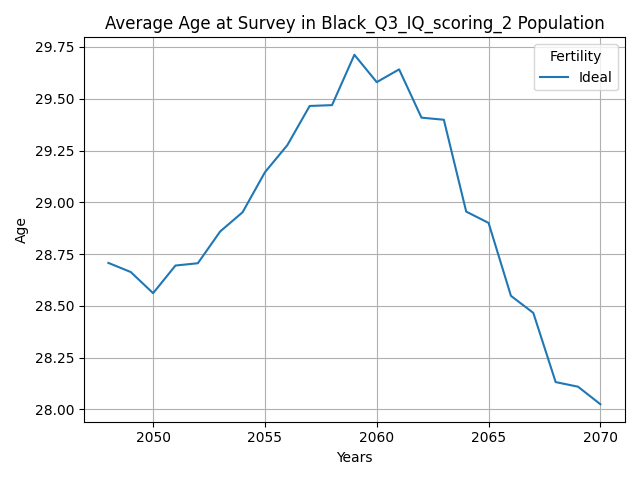 Average Age at Survey in Black_Q3_IQ_scoring_2 Population
Fertility
Ideal
29.75
29.50
29.25
29.00
28.75
28.50
28.25
28.00
Age
2050 2055 2060 2065 2070
Years